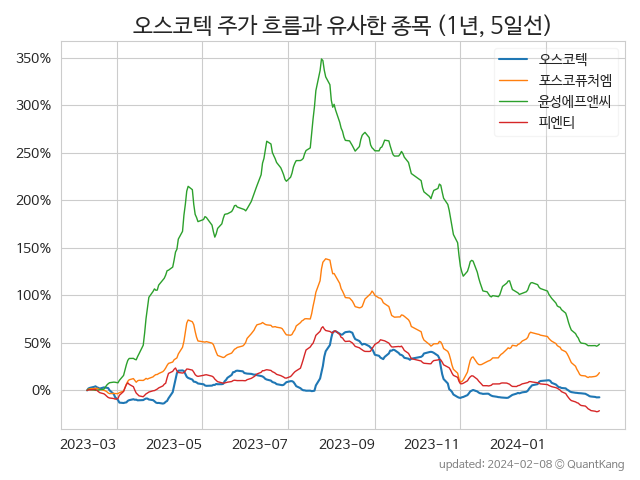 오스코텍 주가 흐름과 유사한 종목 (1년, 5일선)
오스코텍
포스코퓨처엠
윤성에프앤씨
피엔티
350%
300%
250%
200%
150%
100%
50%
0%
2023-03
2023-05
2023-07
2023-09
2023-11
2024-01
updated: 2024-02-08 © QuantKang